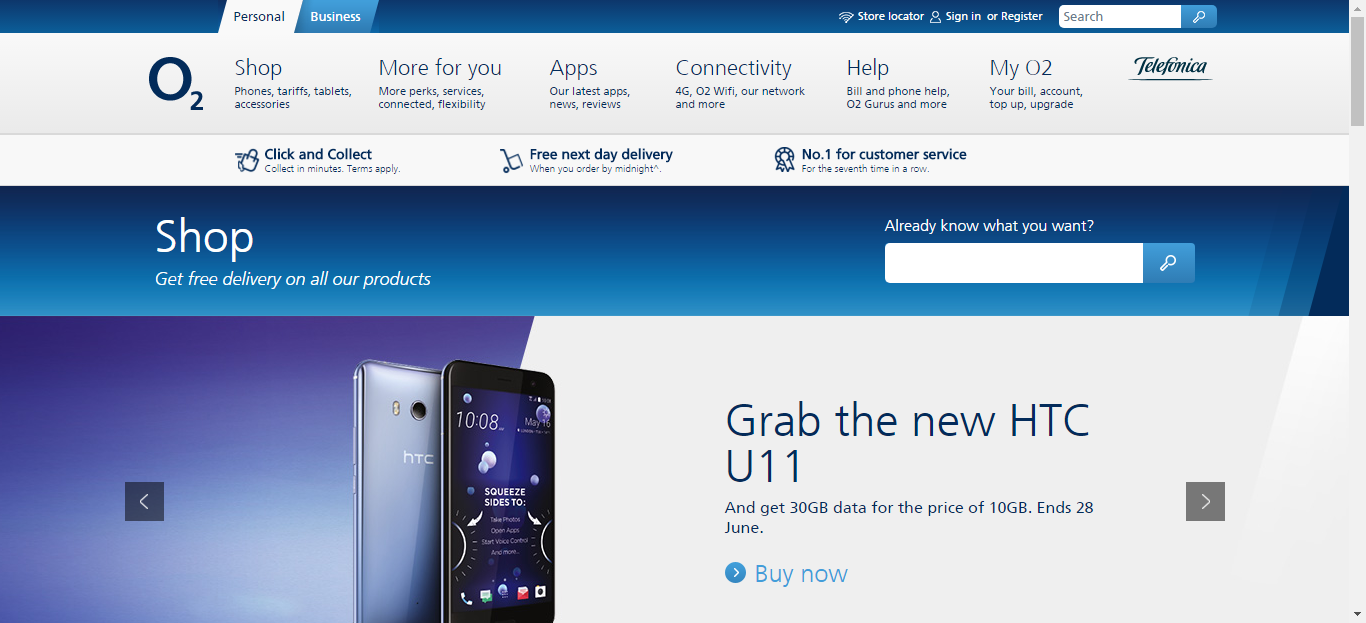 Personal
Business
Store locator
Sign in or Register
Search
O2
Shop
Phones, tariffs, tablets,
accessories
More for you
More perks, services,
connected, flexibility
Apps
Our latest apps,
news, reviews
Connectivity
4G, O2 Wifi, our network
and more
Help
Bill and phone help,
O2 Gurus and more
My O2
Your bill, account,
top up, upgrade
Telefónica
Click and Collect
Collect in minutes. Terms apply.
Free next day delivery
When you order by midnight^.
No.1 for customer service
For the seventh time in a row.
Shop
Get free delivery on all our products
Already know what you want?
hTC
10:08
May 16
SQUEEZE
SIDES TO:
Take Photos
Open Apps
Start Voice Control
And more...
Grab the new HTC
U11
And get 30GB data for the price of 10GB. Ends 28
June.
Buy now